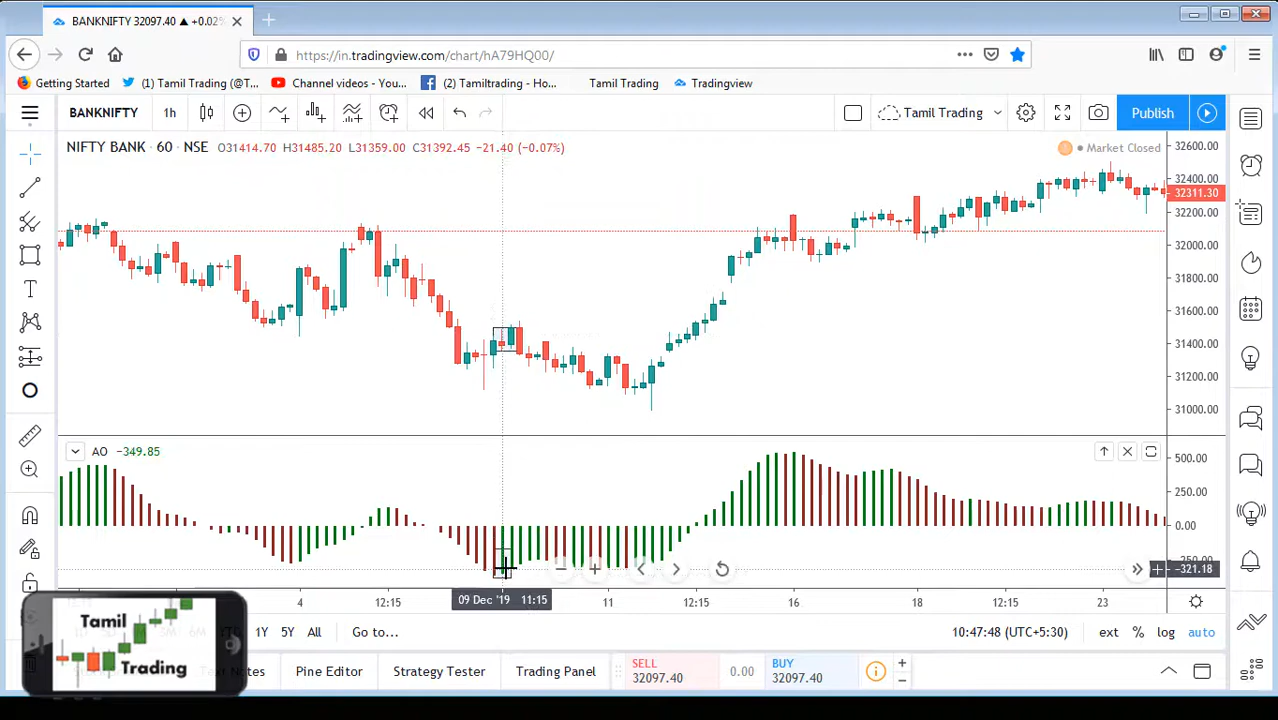 BANKNIFTY 32097.40 ▲ +0.02%
https://in.tradingview.com/chart/hA79HQ00/
Getting Started
(1) Tamil Trading (@T...
Channel videos - You...
(2) Tamiltrading - Ho...
Tamil Trading
Tradingview
BANKNIFTY
1h
Tamil Trading
Publish
NIFTY BANK · 60 · NSE O31414.70 H31485.20 L31359.00 C31392.45 −21.40 (−0.07%)
Market Closed
32600.00
32400.00
32311.30
32200.00
32000.00
31800.00
31600.00
31400.00
31200.00
31000.00
AO −349.85
500.00
250.00
0.00
-321.18
4
12:15
09 Dec '19 11:15
11
12:15
16
18
12:15
23
1Y
5Y
All
Go to...
10:47:48 (UTC+5:30)
ext
%
log
auto
Text Notes
Pine Editor
Strategy Tester
Trading Panel
SELL
32097.40
0.00
BUY
32097.40
Tamil
Trading